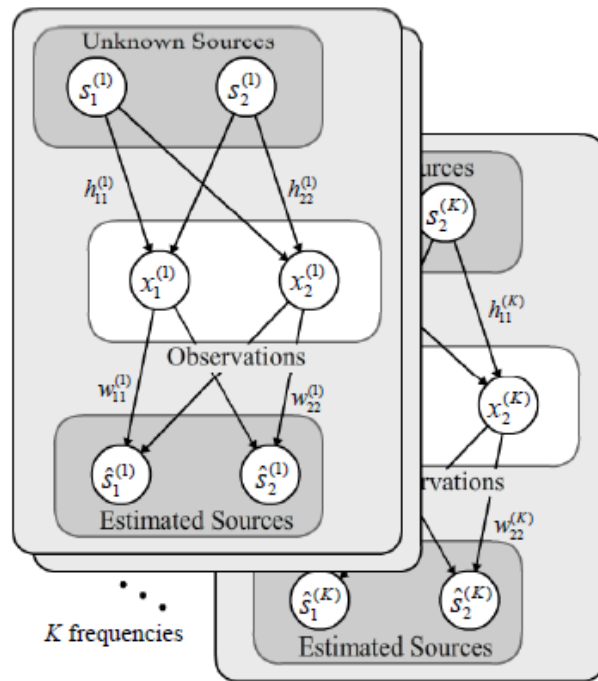 Unknown Sources
s₁⁽¹⁾ s₂⁽¹⁾
h₁₁⁽¹⁾ h₂₂⁽¹⁾
x₁⁽¹⁾ x₂⁽¹⁾
Observations
w₁₁⁽¹⁾ w₂₂⁽¹⁾
ŝ₁⁽¹⁾ ŝ₂⁽¹⁾
Estimated Sources
K frequencies
urces
s₂⁽ᴷ⁾
h₁₁⁽ᴷ⁾
x₂⁽ᴷ⁾
rvations
w₂₂⁽ᴷ⁾
ŝ₁⁽ᴷ⁾ ŝ₂⁽ᴷ⁾
Estimated Sources